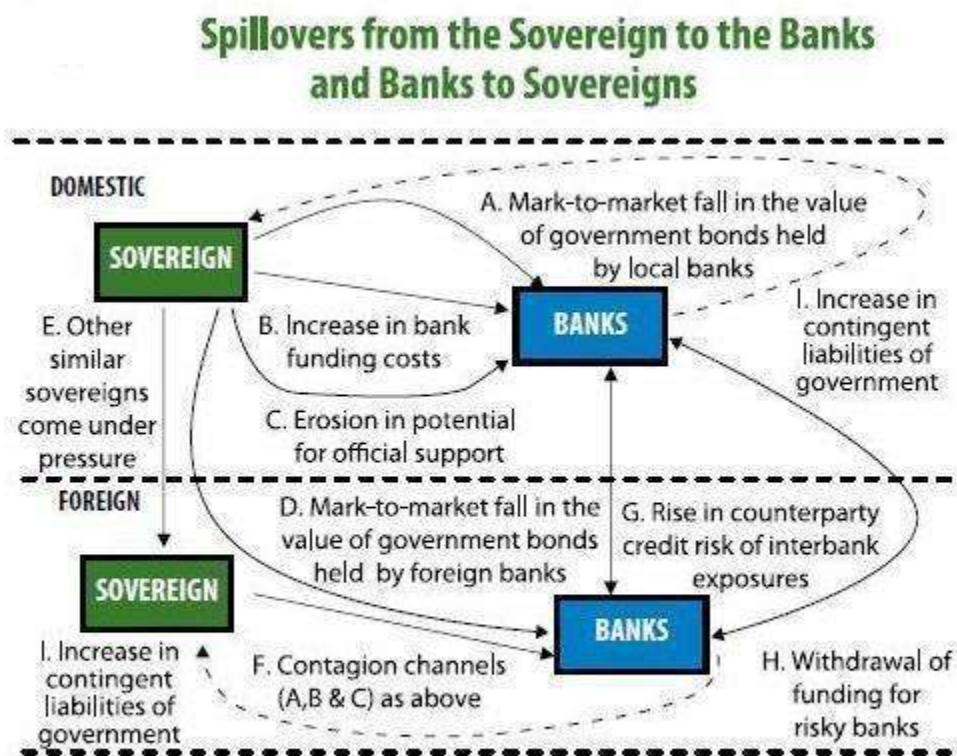 Spillovers from the Sovereign to the Banks
and Banks to Sovereigns
DOMESTIC
SOVEREIGN
A. Mark-to-market fall in the value
of government bonds held
by local banks
BANKS
I. Increase in
contingent
liabilities of
government
E. Other
similar
sovereigns
come under
pressure
B. Increase in bank
funding costs
C. Erosion in potential
for official support
FOREIGN
D. Mark-to-market fall in the
value of government bonds
held by foreign banks
G. Rise in counterparty
credit risk of interbank
exposures
SOVEREIGN
BANKS
I. Increase in
contingent
liabilities of
government
F. Contagion channels
(A,B & C) as above
H. Withdrawal of
funding for
risky banks